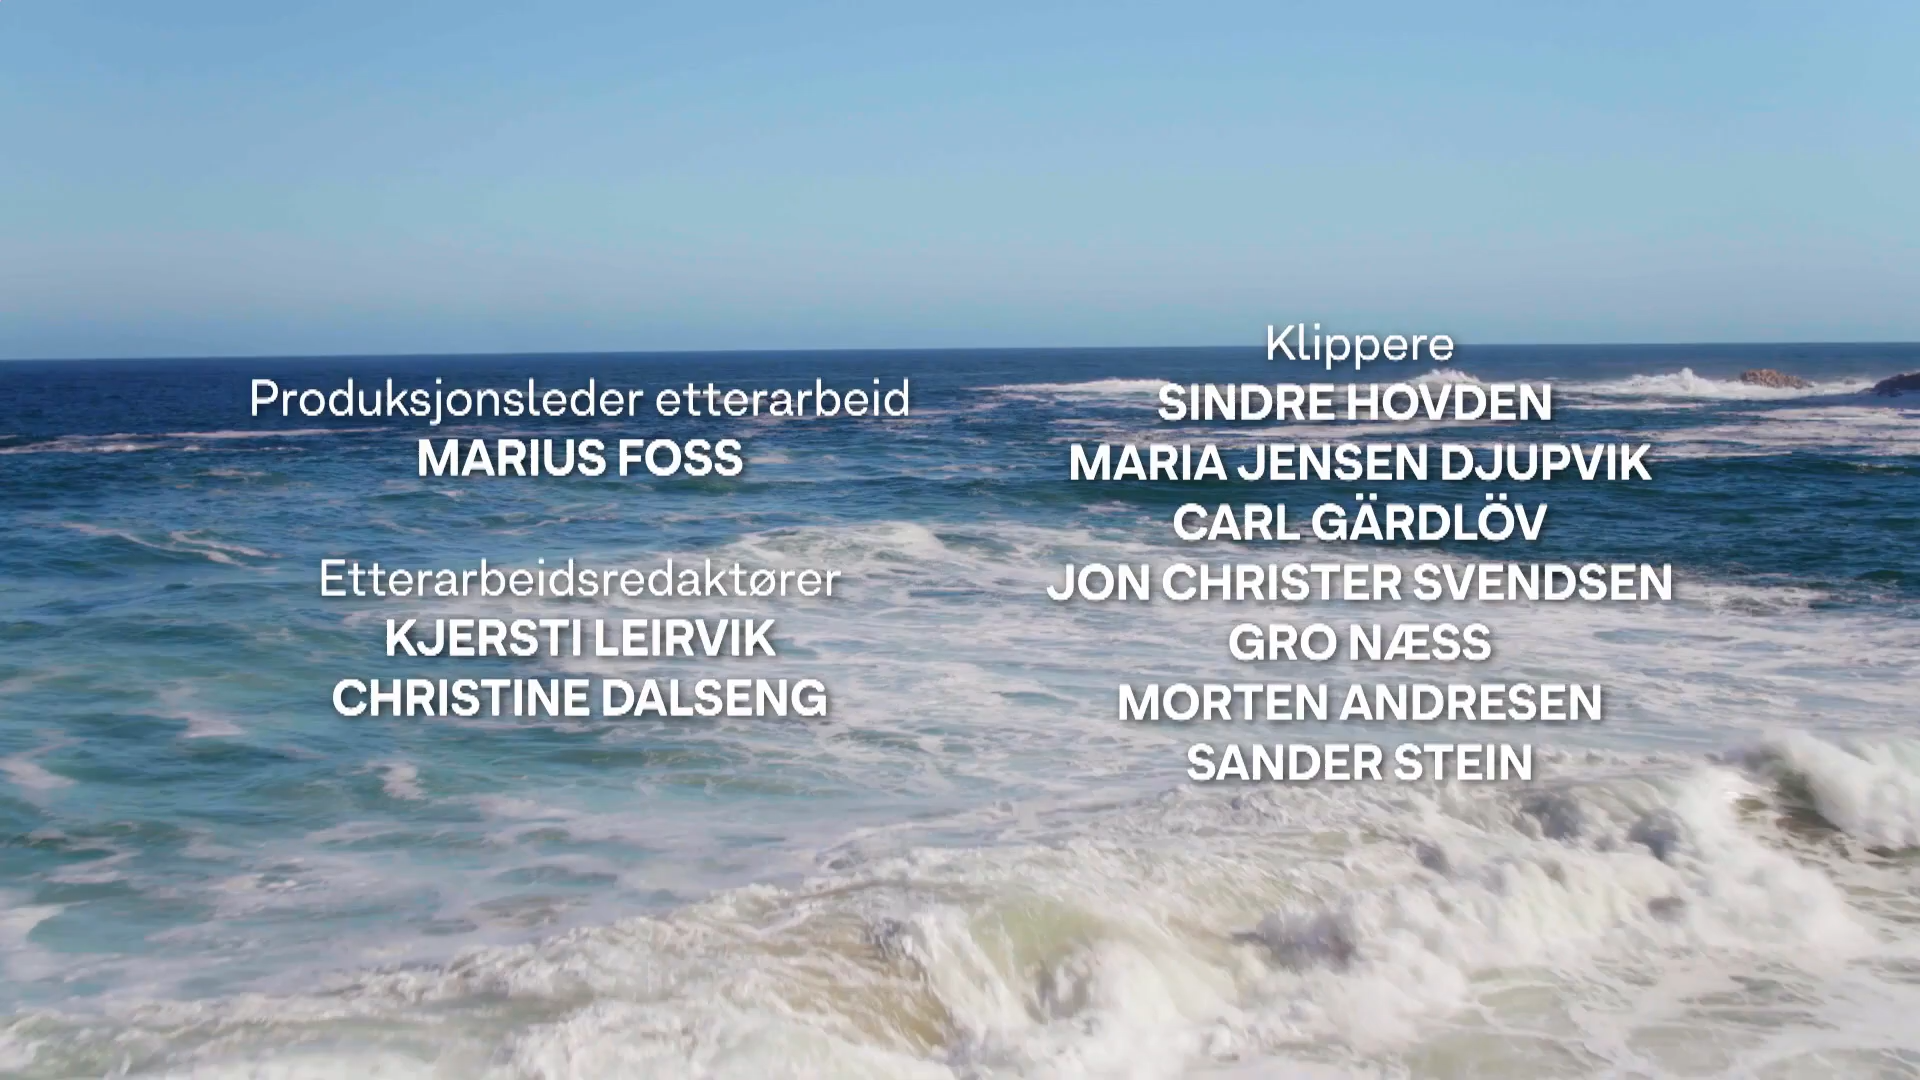 Produksjonsleder etterarbeid
MARIUS FOSS
Etterarbeidsredaktører
KJERSTI LEIRVIK
CHRISTINE DALSENG
Klippere
SINDRE HOVDEN
MARIA JENSEN DJUPVIK
CARL GÄRDLÖV
JON CHRISTER SVENDSEN
GRO NÆSS
MORTEN ANDRESEN
SANDER STEIN